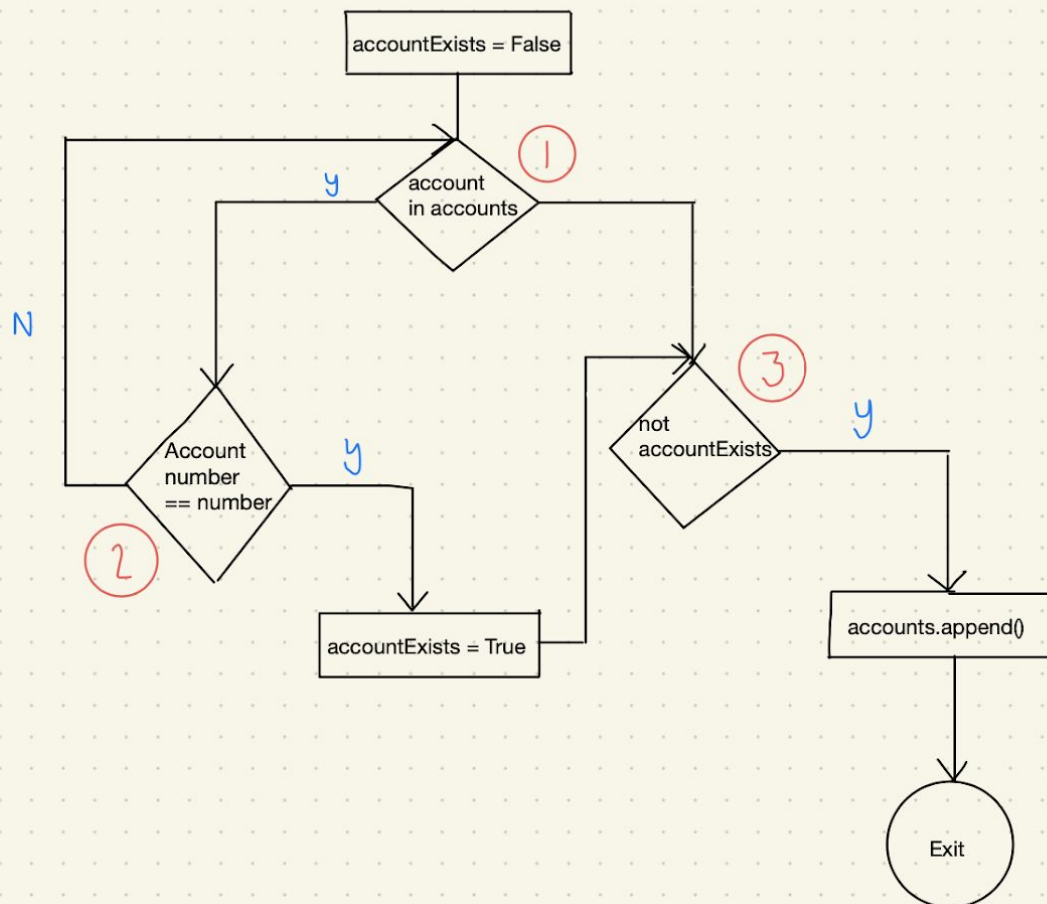 accountExists = False
1
y
account
in accounts
N
3
not
accountExists
y
Account
number
== number
y
2
accountExists = True
accounts.append()
Exit